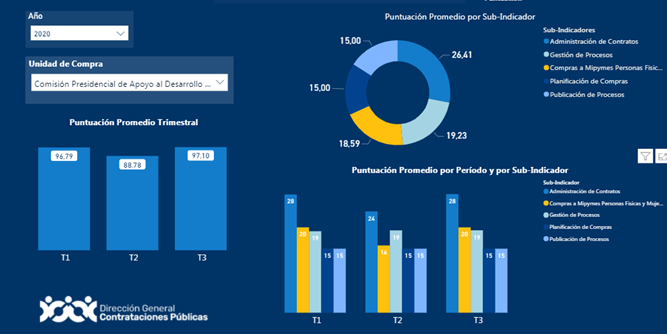 Año
2020
Unidad de Compra
Comisión Presidencial de Apoyo al Desarrollo ...
Puntuación Promedio Trimestral
96,79
88,78
97,10
T1
T2
T3
Puntuación Promedio por Sub-Indicador
15,00
26,41
15,00
18,59
19,23
Sub-Indicadores
Administración de Contratos
Gestión de Procesos
Compras a Mipymes Personas Físic...
Planificación de Compras
Publicación de Procesos
Puntuación Promedio por Período y por Sub-Indicador
28
20
19
15
15
24
16
19
15
15
28
20
19
15
15
T1
T2
T3
Sub-Indicador
Administración de Contratos
Compras a Mipymes Personas Físicas y Muje...
Gestión de Procesos
Planificación de Compras
Publicación de Procesos
Dirección General
Contrataciones Públicas